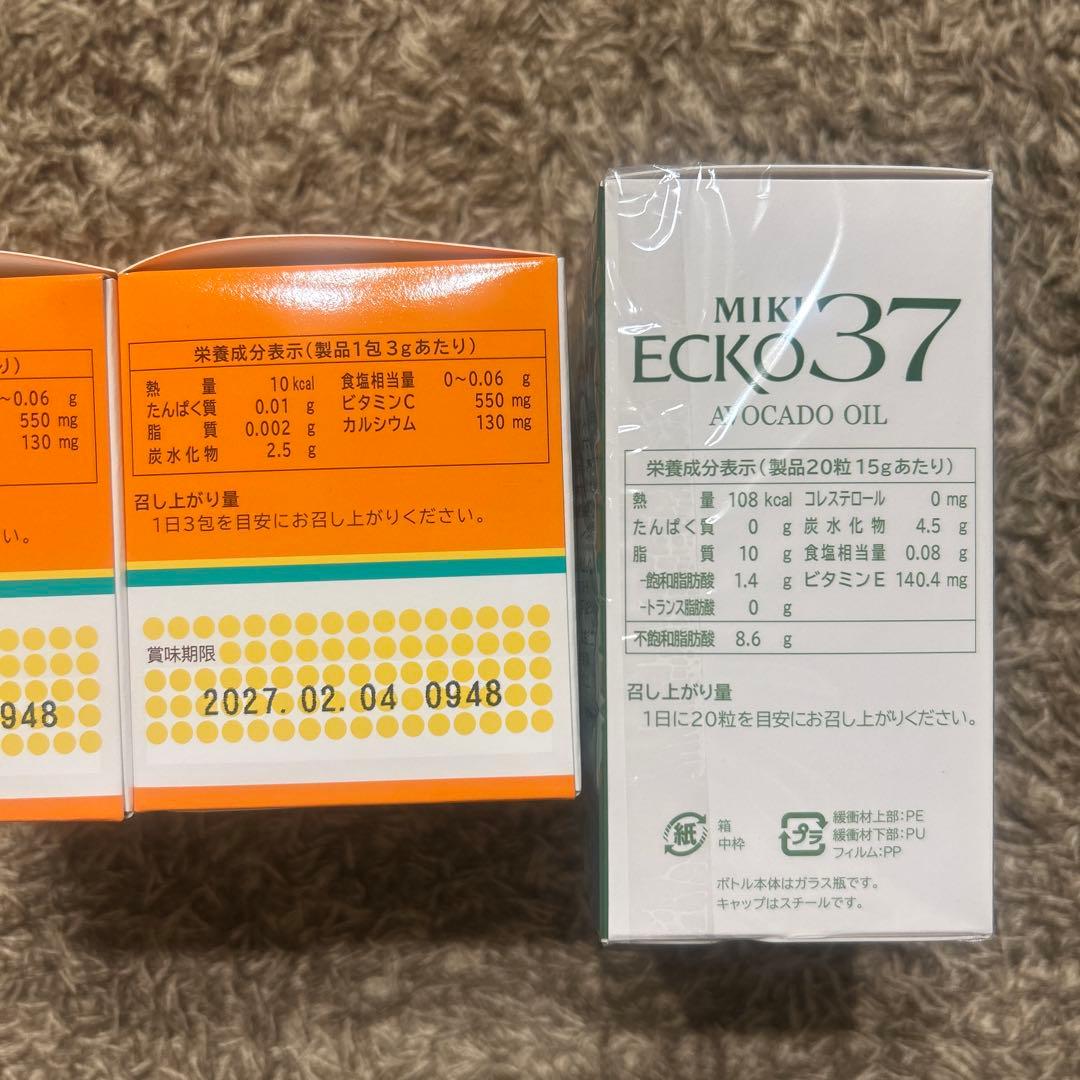 り)
~0.06 g
550 mg
130 mg
い。
948
栄養成分表示(製品1包3gあたり)
熱 量 10 kcal 食塩相当量 0~0.06 g
たんぱく質 0.01 g ビタミンC 550 mg
脂 質 0.002 g カルシウム 130 mg
炭水化物 2.5 g
召し上がり量
1日3包を目安にお召し上がりください。
賞味期限
2027.02.04 0948
MIKI
ECKO37
AVOCADO OIL
栄養成分表示(製品20粒15gあたり)
熱 量 108 kcal コレステロール 0 mg
たんぱく質 0 g 炭水化物 4.5 g
脂 質 10 g 食塩相当量 0.08 g
-飽和脂肪酸 1.4 g ビタミンE 140.4 mg
-トランス脂肪酸 0 g
不飽和脂肪酸 8.6 g
召し上がり量
1日に20粒を目安にお召し上がりください。
紙 箱
中枠
プラ 緩衝材上部:PE
緩衝材下部:PU
フィルム:PP
ボトル本体はガラス瓶です。
キャップはスチールです。